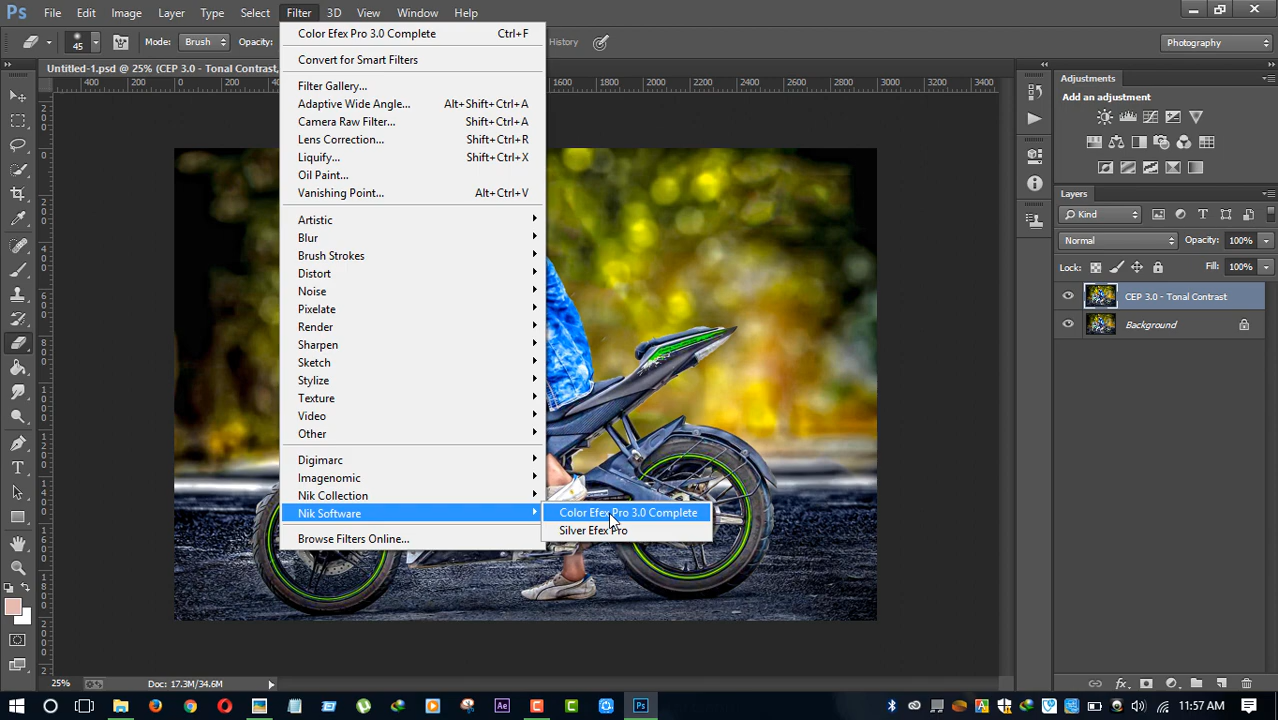 Ps File Edit Image Layer Type Select Filter 3D View Window Help
45 Mode: Brush Opacity: History Photography
Untitled-1.psd @ 25% (CEP 3.0 - Tonal Contrast,
400 200 0 200 1600 1800 2000 2200 2400 2600 2800 3000 3200 3400
Color Efex Pro 3.0 Complete Ctrl+F
Convert for Smart Filters
Filter Gallery...
Adaptive Wide Angle... Alt+Shift+Ctrl+A
Camera Raw Filter... Shift+Ctrl+A
Lens Correction... Shift+Ctrl+R
Liquify... Shift+Ctrl+X
Oil Paint...
Vanishing Point... Alt+Ctrl+V
Artistic
Blur
Brush Strokes
Distort
Noise
Pixelate
Render
Sharpen
Sketch
Stylize
Texture
Video
Other
Digimarc
Imagenomic
Nik Collection
Nik Software
Browse Filters Online...
Color Efex Pro 3.0 Complete
Silver Efex Pro
Adjustments
Add an adjustment
Layers
Kind
Normal Opacity: 100%
Lock: Fill: 100%
CEP 3.0 - Tonal Contrast
Background
25% Doc: 17.3M/34.6M
Ae Ps 11:57 AM